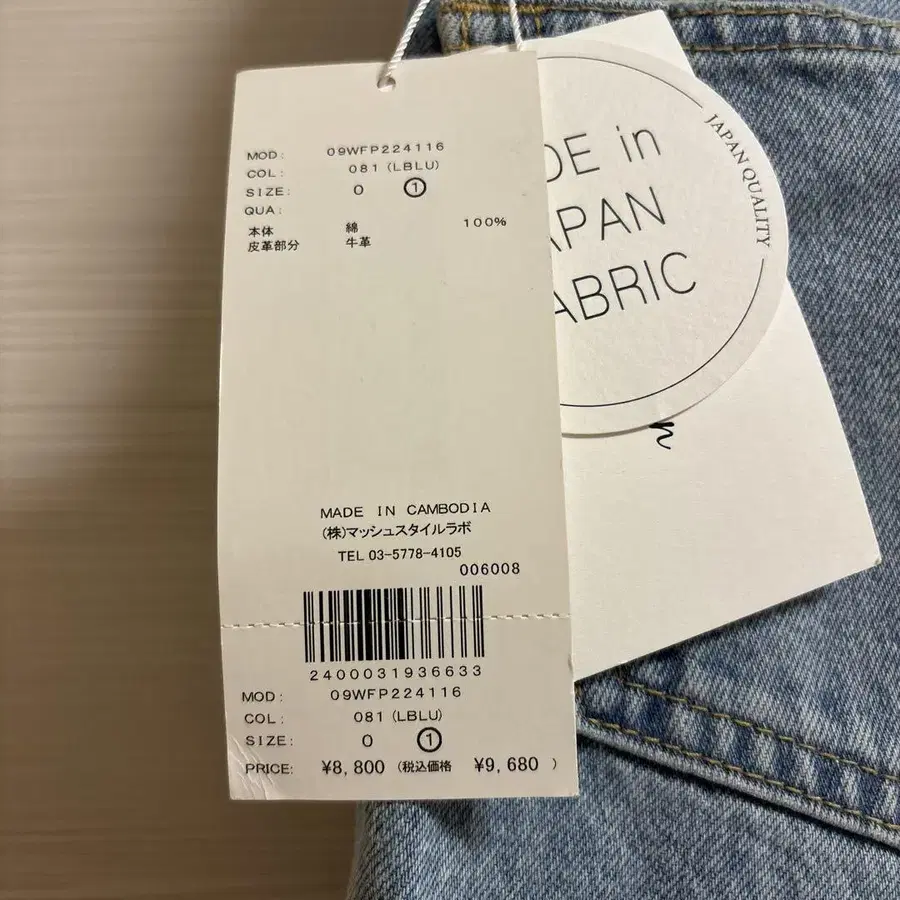 MOD: 09WFP224116
COL: 081 (LBLU)
SIZE: 0 ①
QUA:
本体 綿 100%
皮革部分 牛革
MADE IN CAMBODIA
(株)マッシュスタイルラボ
TEL 03-5778-4105
006008
2400031936633
MOD: 09WFP224116
COL: 081 (LBLU)
SIZE: 0 ①
PRICE: ¥8,800 (税込価格 ¥9,680 )
DE in
APAN
ABRIC
JAPAN QUALITY